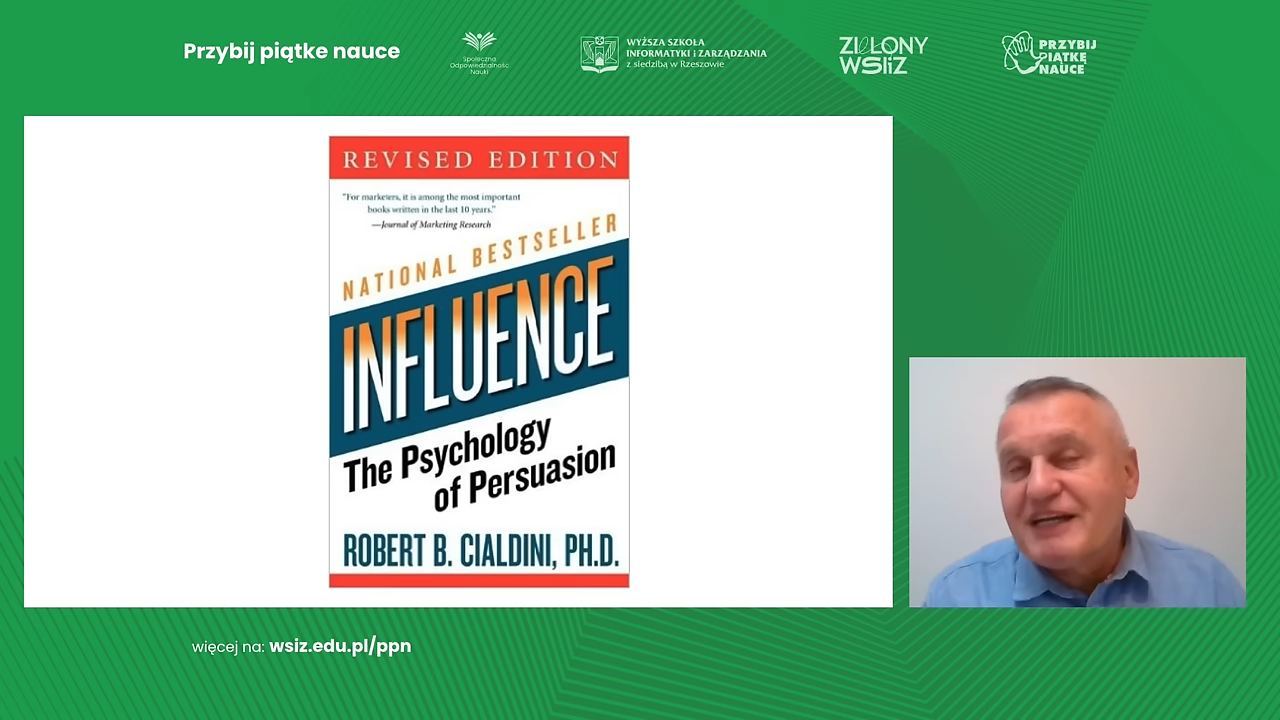 Przybij piątke nauce
Społeczna
Odpowiedzialność
Nauki
WYŻSZA SZKOŁA
INFORMATYKI i ZARZĄDZANIA
z siedzibą w Rzeszowie
ZIELONY
WSIiZ
PRZYBIJ
PIĄTKĘ
NAUCE
REVISED EDITION
"For marketers, it is among the most important
books written in the last 10 years."
—Journal of Marketing Research
NATIONAL BESTSELLER
INFLUENCE
The Psychology
of Persuasion
ROBERT B. CIALDINI, PH.D.
więcej na: wsiz.edu.pl/ppn